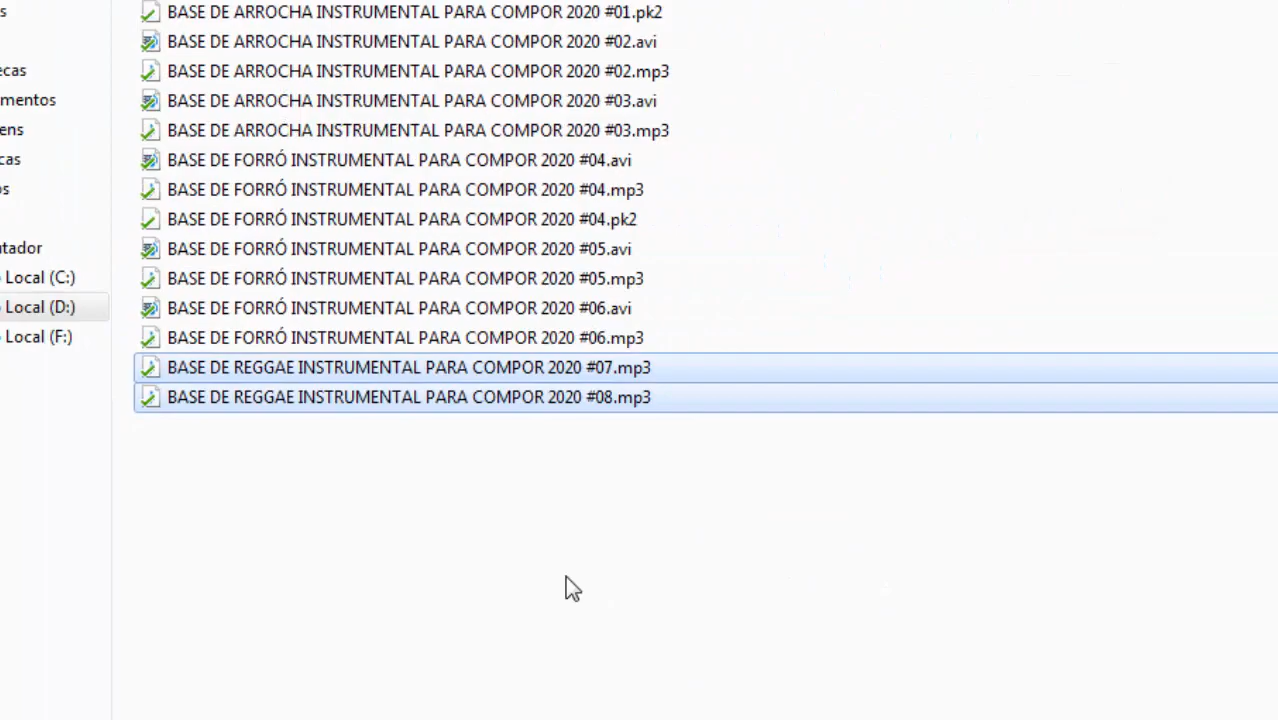 s
BASE DE ARROCHA INSTRUMENTAL PARA COMPOR 2020 #01.pk2
BASE DE ARROCHA INSTRUMENTAL PARA COMPOR 2020 #02.avi
ecas
BASE DE ARROCHA INSTRUMENTAL PARA COMPOR 2020 #02.mp3
mentos
BASE DE ARROCHA INSTRUMENTAL PARA COMPOR 2020 #03.avi
ens
BASE DE ARROCHA INSTRUMENTAL PARA COMPOR 2020 #03.mp3
cas
BASE DE FORRÓ INSTRUMENTAL PARA COMPOR 2020 #04.avi
os
BASE DE FORRÓ INSTRUMENTAL PARA COMPOR 2020 #04.mp3
BASE DE FORRÓ INSTRUMENTAL PARA COMPOR 2020 #04.pk2
utador
BASE DE FORRÓ INSTRUMENTAL PARA COMPOR 2020 #05.avi
Local (C:)
BASE DE FORRÓ INSTRUMENTAL PARA COMPOR 2020 #05.mp3
Local (D:)
BASE DE FORRÓ INSTRUMENTAL PARA COMPOR 2020 #06.avi
Local (F:)
BASE DE FORRÓ INSTRUMENTAL PARA COMPOR 2020 #06.mp3
BASE DE REGGAE INSTRUMENTAL PARA COMPOR 2020 #07.mp3
BASE DE REGGAE INSTRUMENTAL PARA COMPOR 2020 #08.mp3